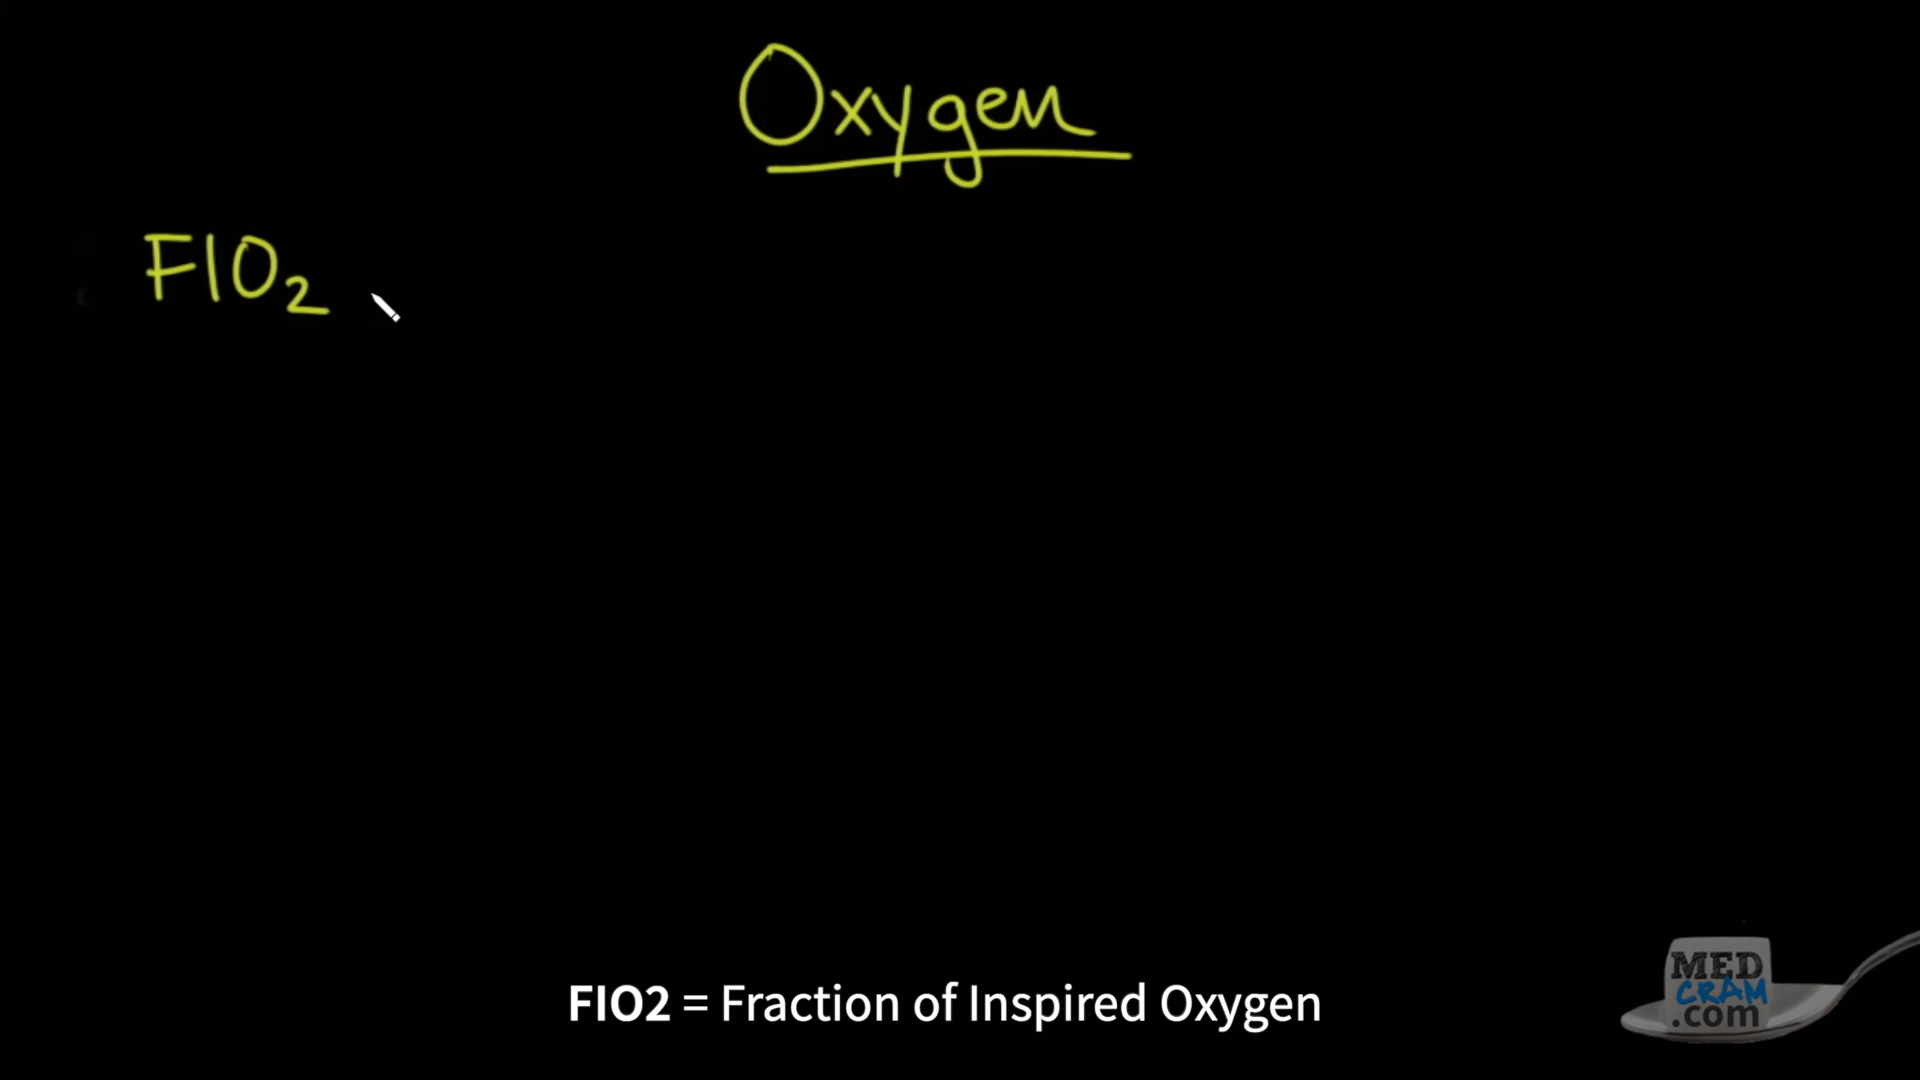 Oxygen
FIO₂
FIO2 = Fraction of Inspired Oxygen
MED
CRAM
.com